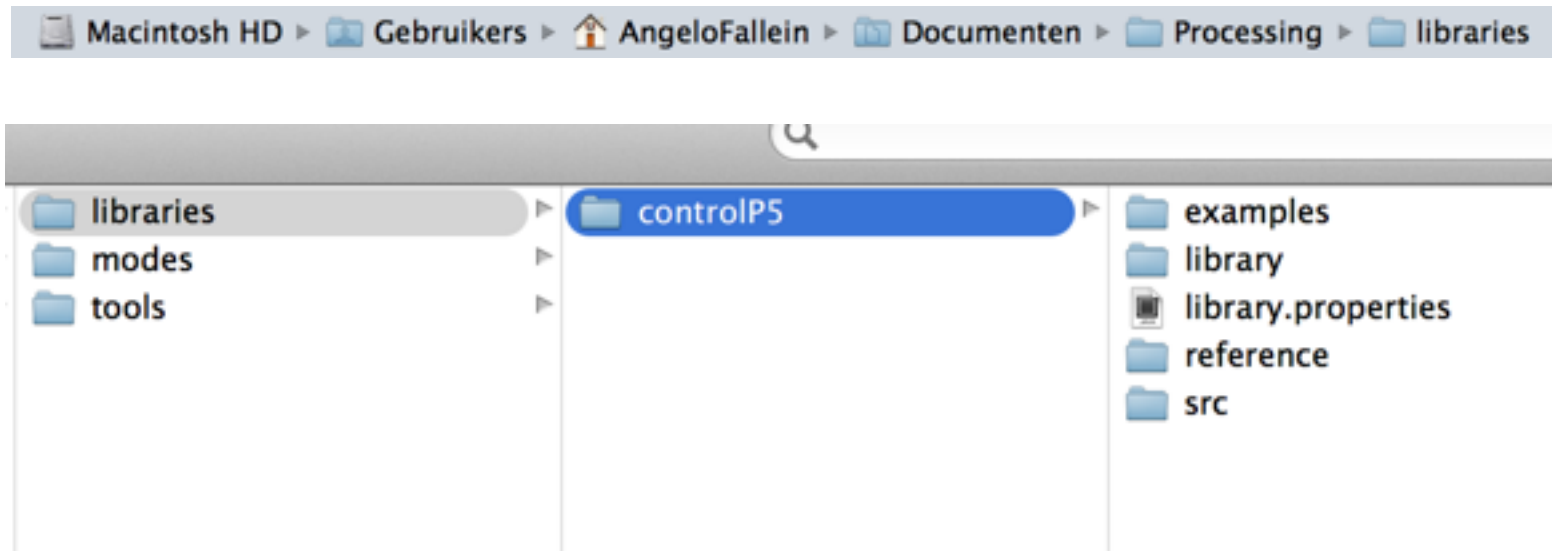 Macintosh HD ▸ Gebruikers ▸ AngeloFallein ▸ Documenten ▸ Processing ▸ libraries
libraries
modes
tools
controlP5
examples
library
library.properties
reference
src